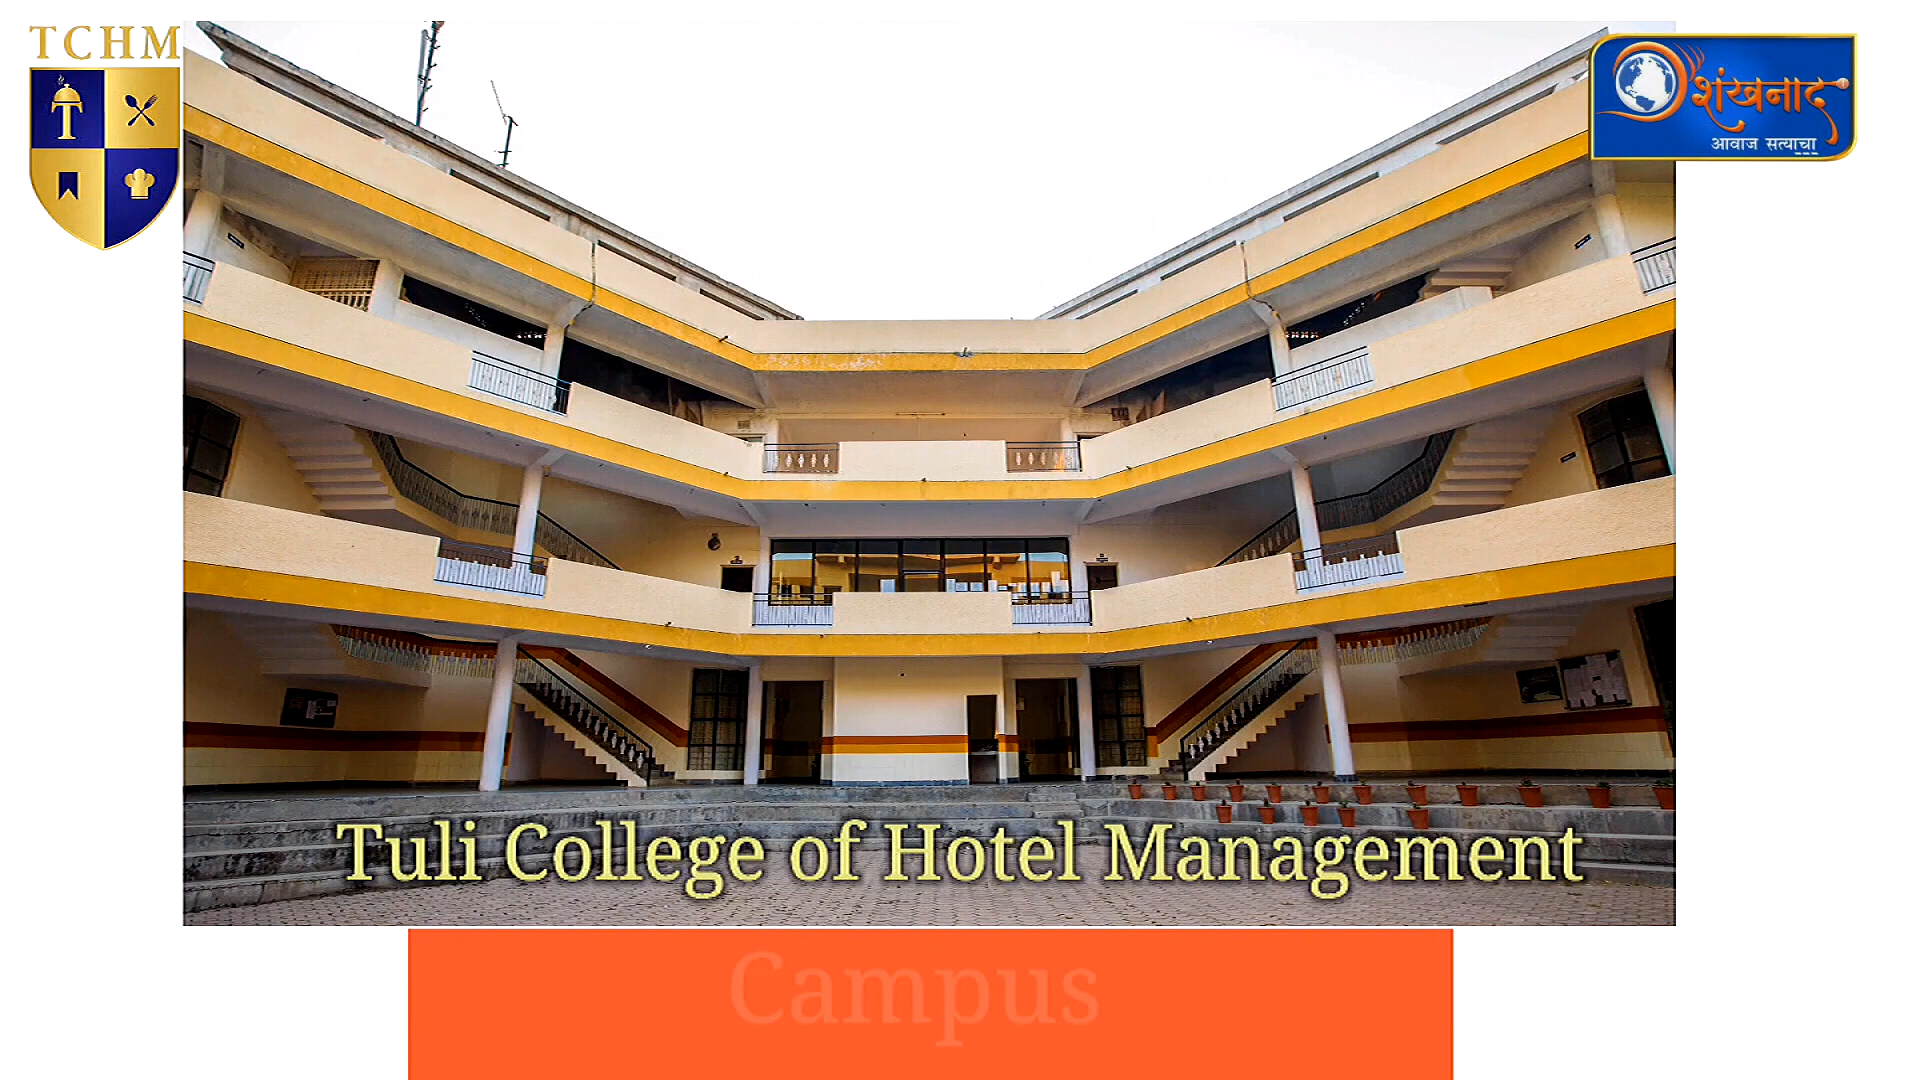 TCHM
शंखनाद
आवाज सत्याचा
Tuli College of Hotel Management
Campus